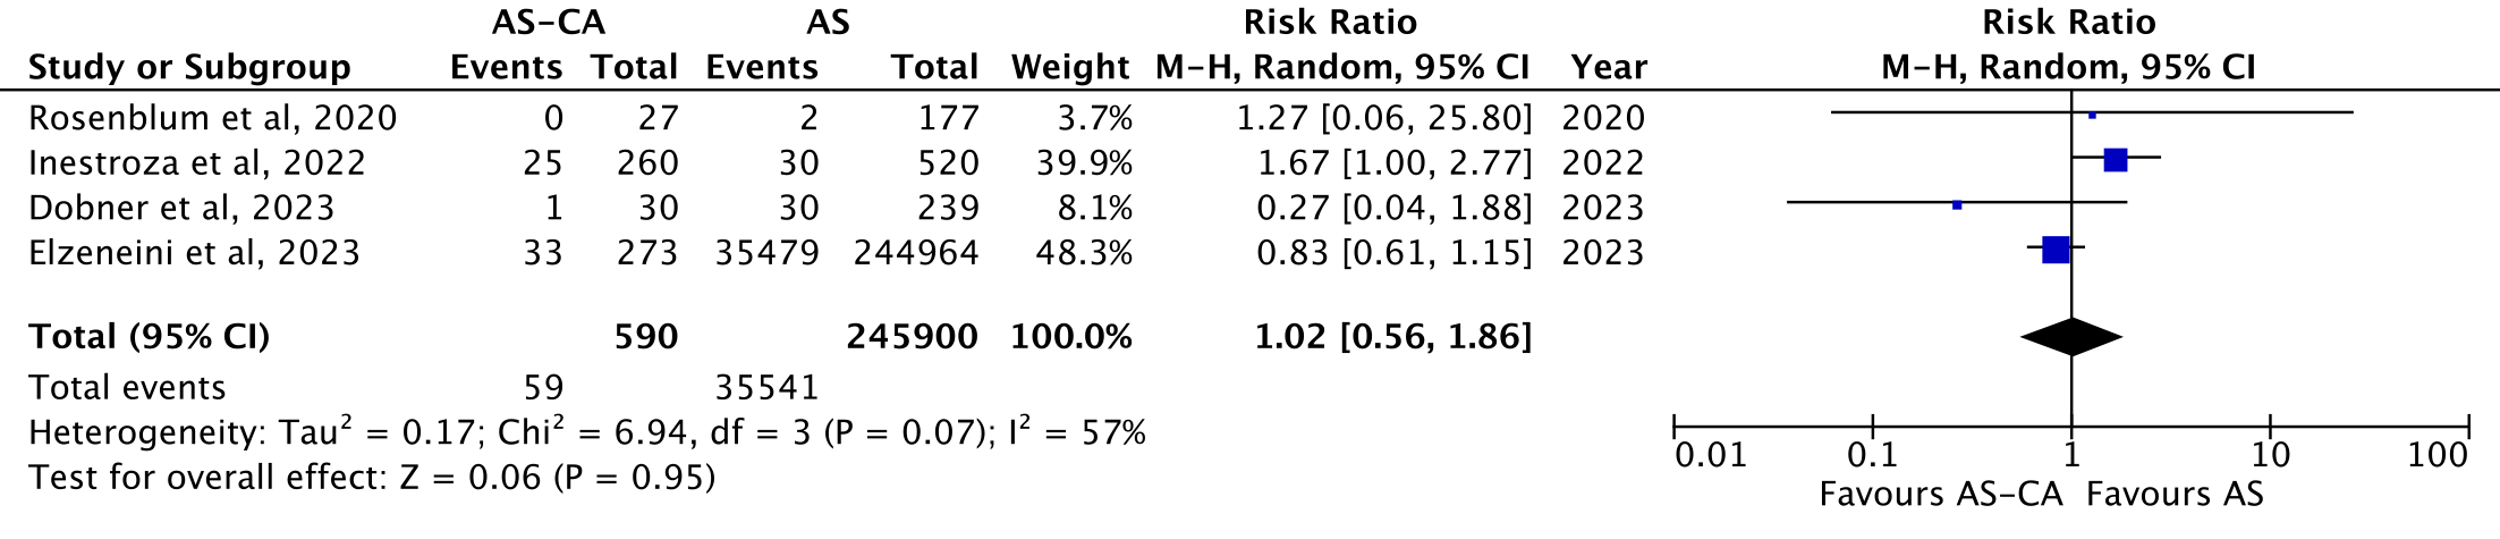 AS−CA AS Risk Ratio Risk Ratio
Study or Subgroup Events Total Events Total Weight M−H, Random, 95% CI Year M−H, Random, 95% CI
Rosenblum et al, 2020 0 27 2 177 3.7% 1.27 [0.06, 25.80] 2020
Inestroza et al, 2022 25 260 30 520 39.9% 1.67 [1.00, 2.77] 2022
Dobner et al, 2023 1 30 30 239 8.1% 0.27 [0.04, 1.88] 2023
Elzeneini et al, 2023 33 273 35479 244964 48.3% 0.83 [0.61, 1.15] 2023
Total (95% CI) 590 245900 100.0% 1.02 [0.56, 1.86]
Total events 59 35541
Heterogeneity: Tau² = 0.17; Chi² = 6.94, df = 3 (P = 0.07); I² = 57%
Test for overall effect: Z = 0.06 (P = 0.95)
0.01 0.1 1 10 100
Favours AS−CA Favours AS